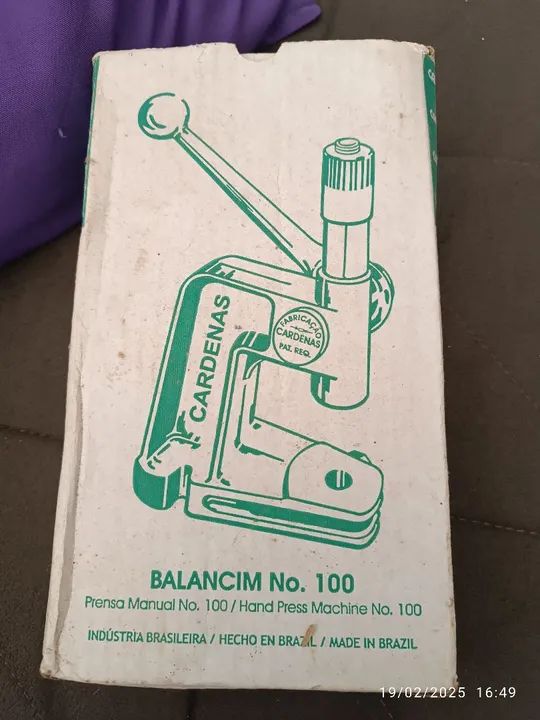 FABRICAÇÃO
CARDENAS
PAT. REQ.
CARDENAS
BALANCIM No. 100
Prensa Manual No. 100 / Hand Press Machine No. 100
INDÚSTRIA BRASILEIRA / HECHO EN BRAZIL / MADE IN BRAZIL
19/02/2025 16:49